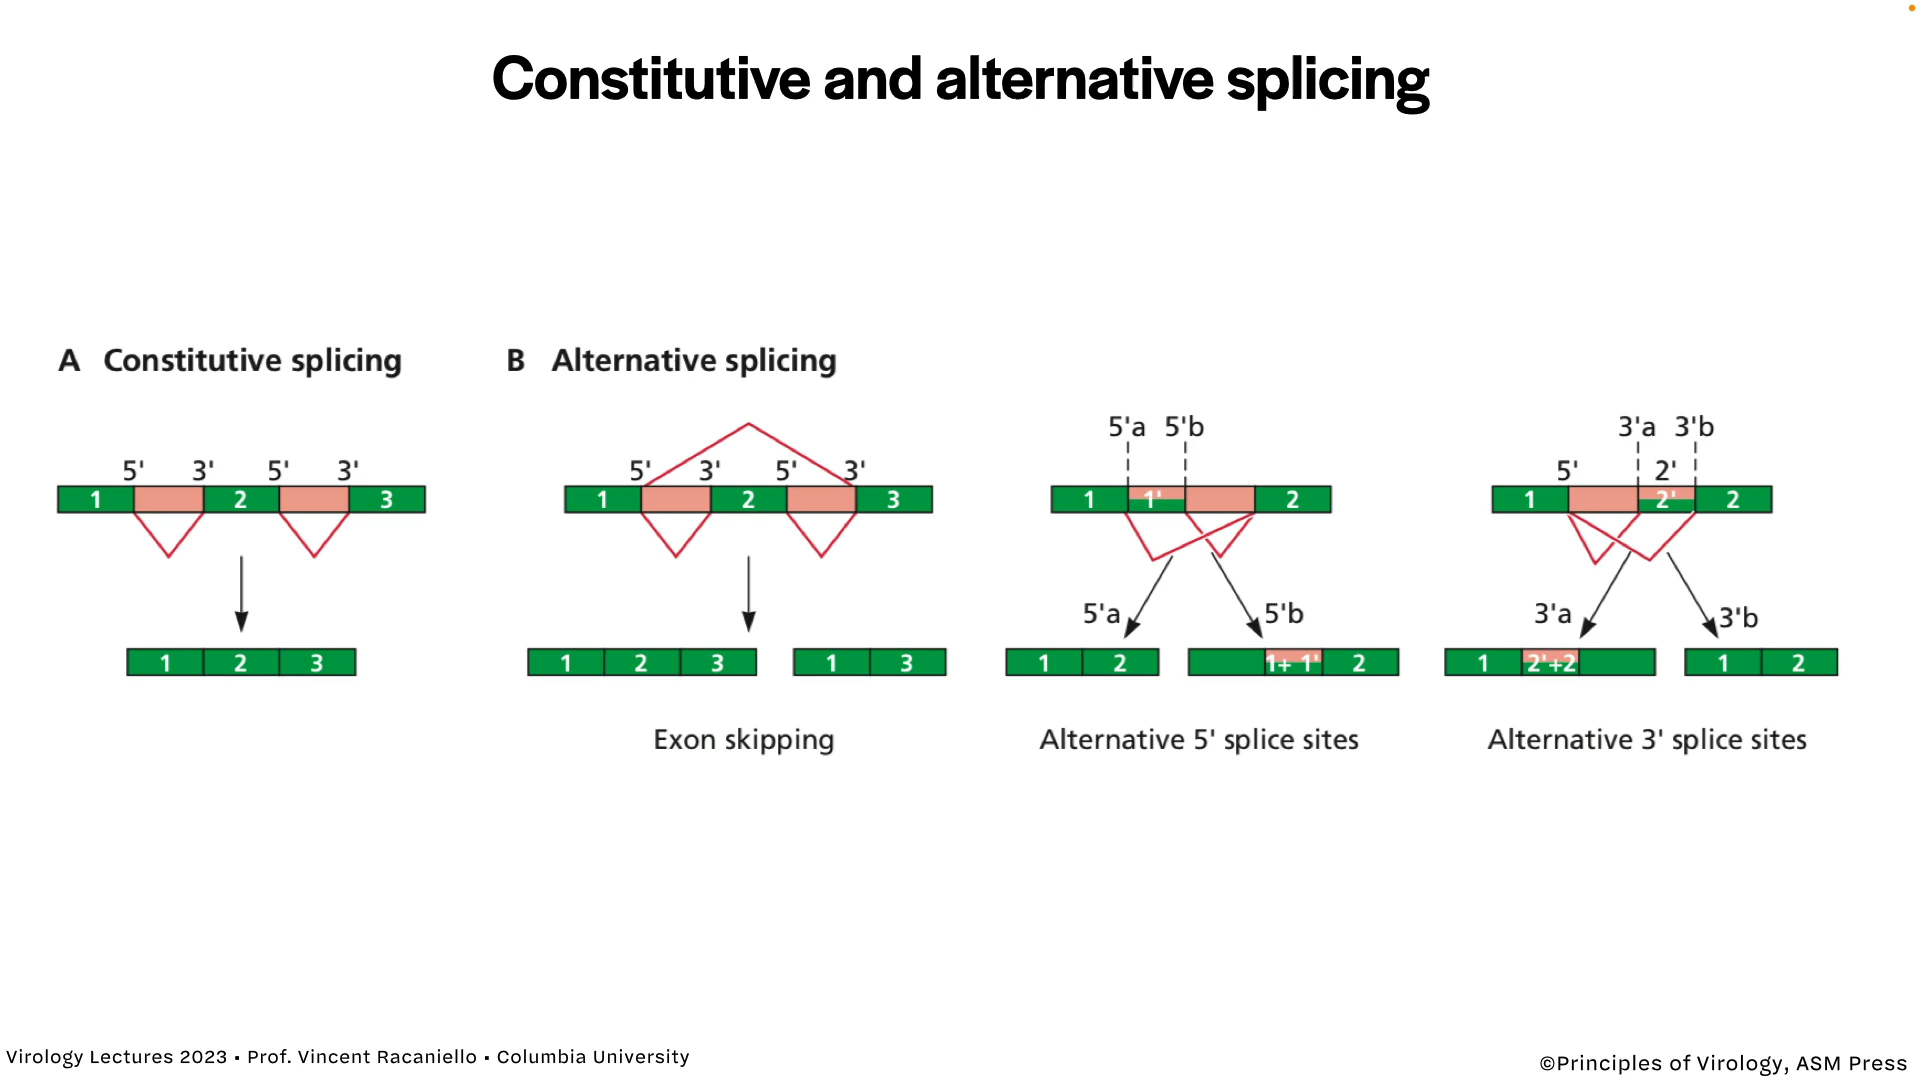 Constitutive and alternative splicing
A Constitutive splicing
5' 3' 5' 3'
1 2 3
1 2 3
B Alternative splicing
5' 3' 5' 3'
1 2 3
1 2 3 1 3
Exon skipping
5'a 5'b
1 1' 2
5'a 5'b
1 2 1+ 1' 2
Alternative 5' splice sites
3'a 3'b
5' 2'
1 2' 2
3'a 3'b
1 2'+2 1 2
Alternative 3' splice sites
Virology Lectures 2023 • Prof. Vincent Racaniello • Columbia University
©Principles of Virology, ASM Press